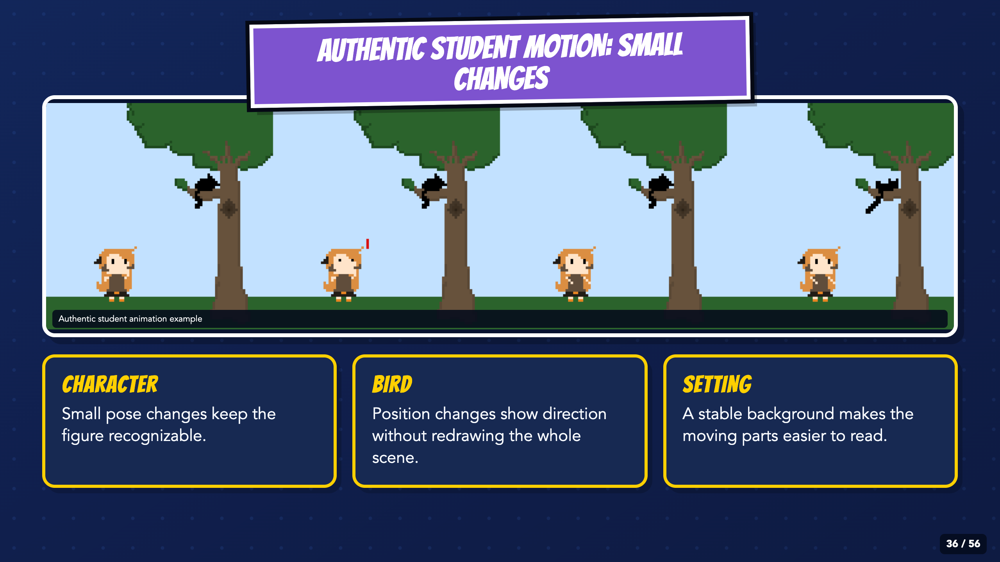 AUTHENTIC STUDENT MOTION: SMALL
CHANGES
Authentic student animation example
CHARACTER
Small pose changes keep the
figure recognizable.
BIRD
Position changes show direction
without redrawing the whole
scene.
SETTING
A stable background makes the
moving parts easier to read.
36 / 56